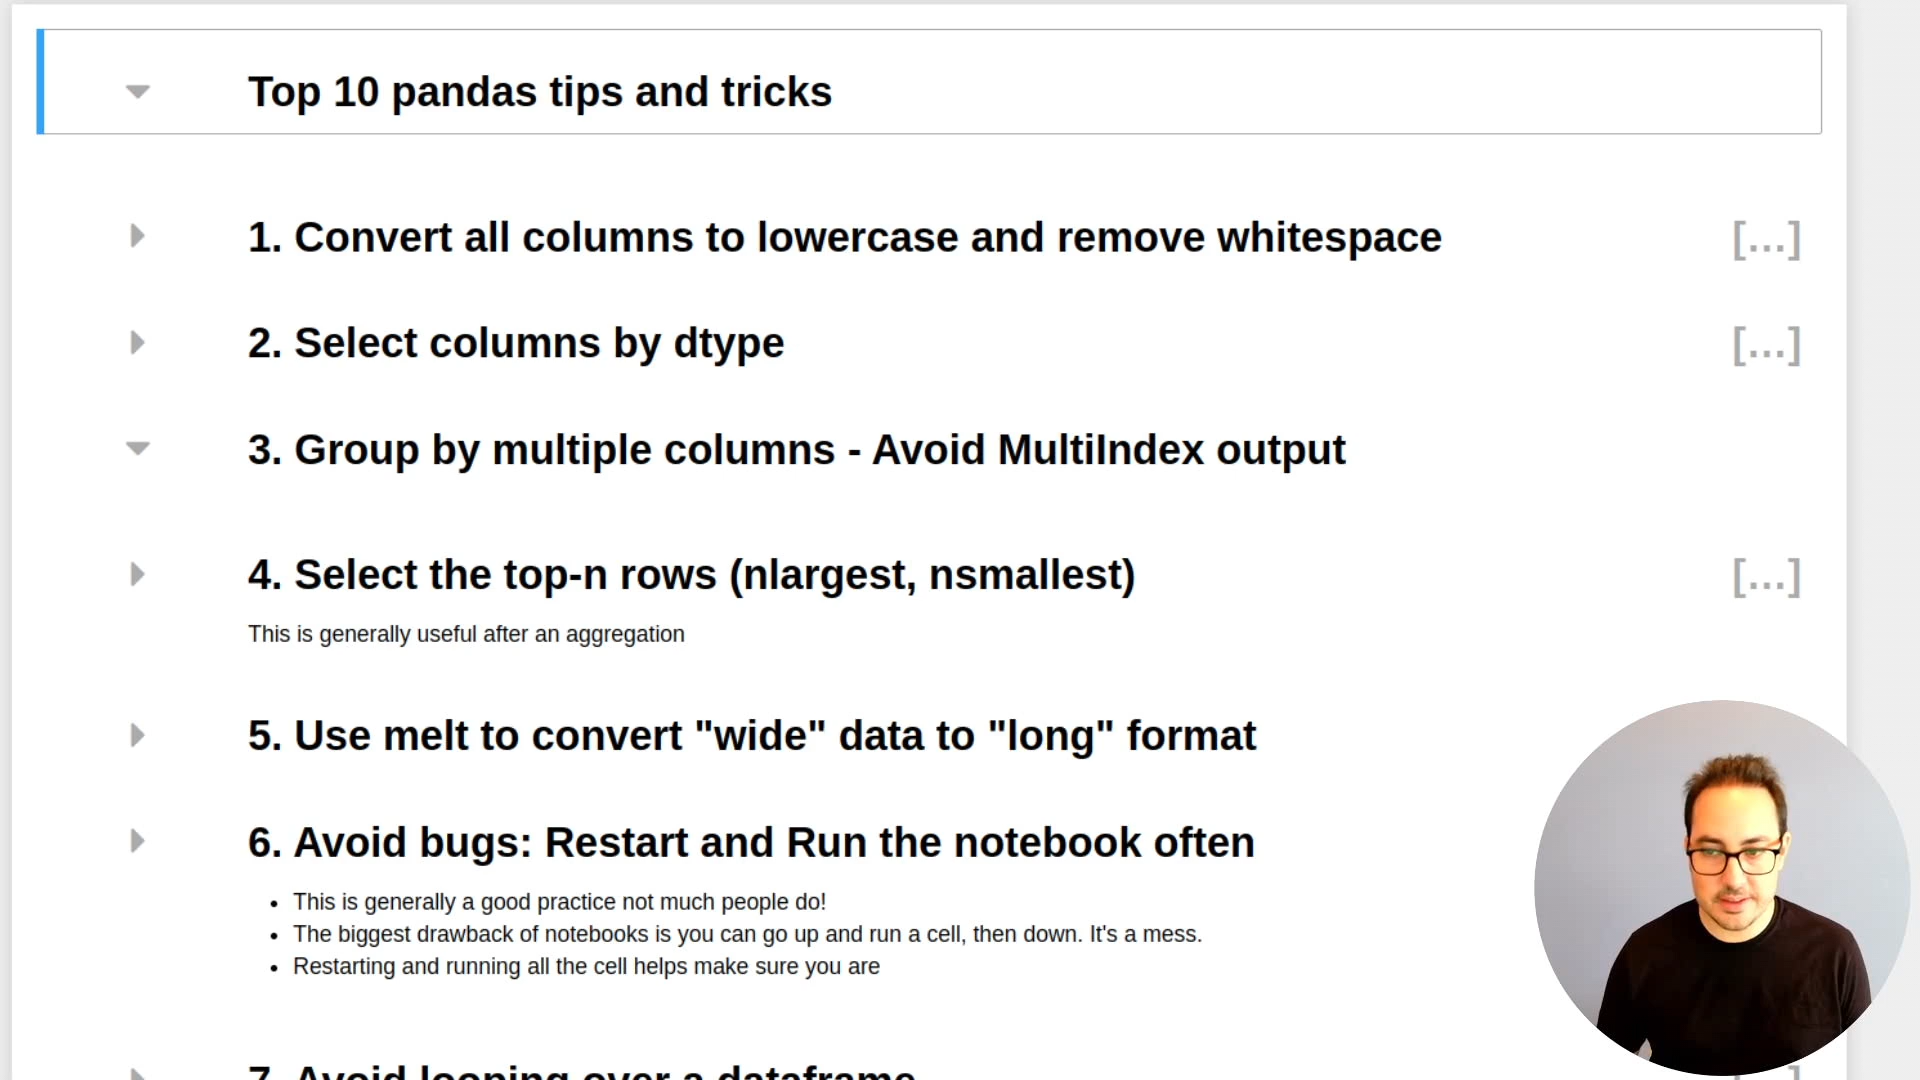 Top 10 pandas tips and tricks
1. Convert all columns to lowercase and remove whitespace [...]
2. Select columns by dtype [...]
3. Group by multiple columns - Avoid MultiIndex output
4. Select the top-n rows (nlargest, nsmallest) [...]
This is generally useful after an aggregation
5. Use melt to convert "wide" data to "long" format
6. Avoid bugs: Restart and Run the notebook often
• This is generally a good practice not much people do!
• The biggest drawback of notebooks is you can go up and run a cell, then down. It's a mess.
• Restarting and running all the cell helps make sure you are
7. Avoid looping over a dataframe